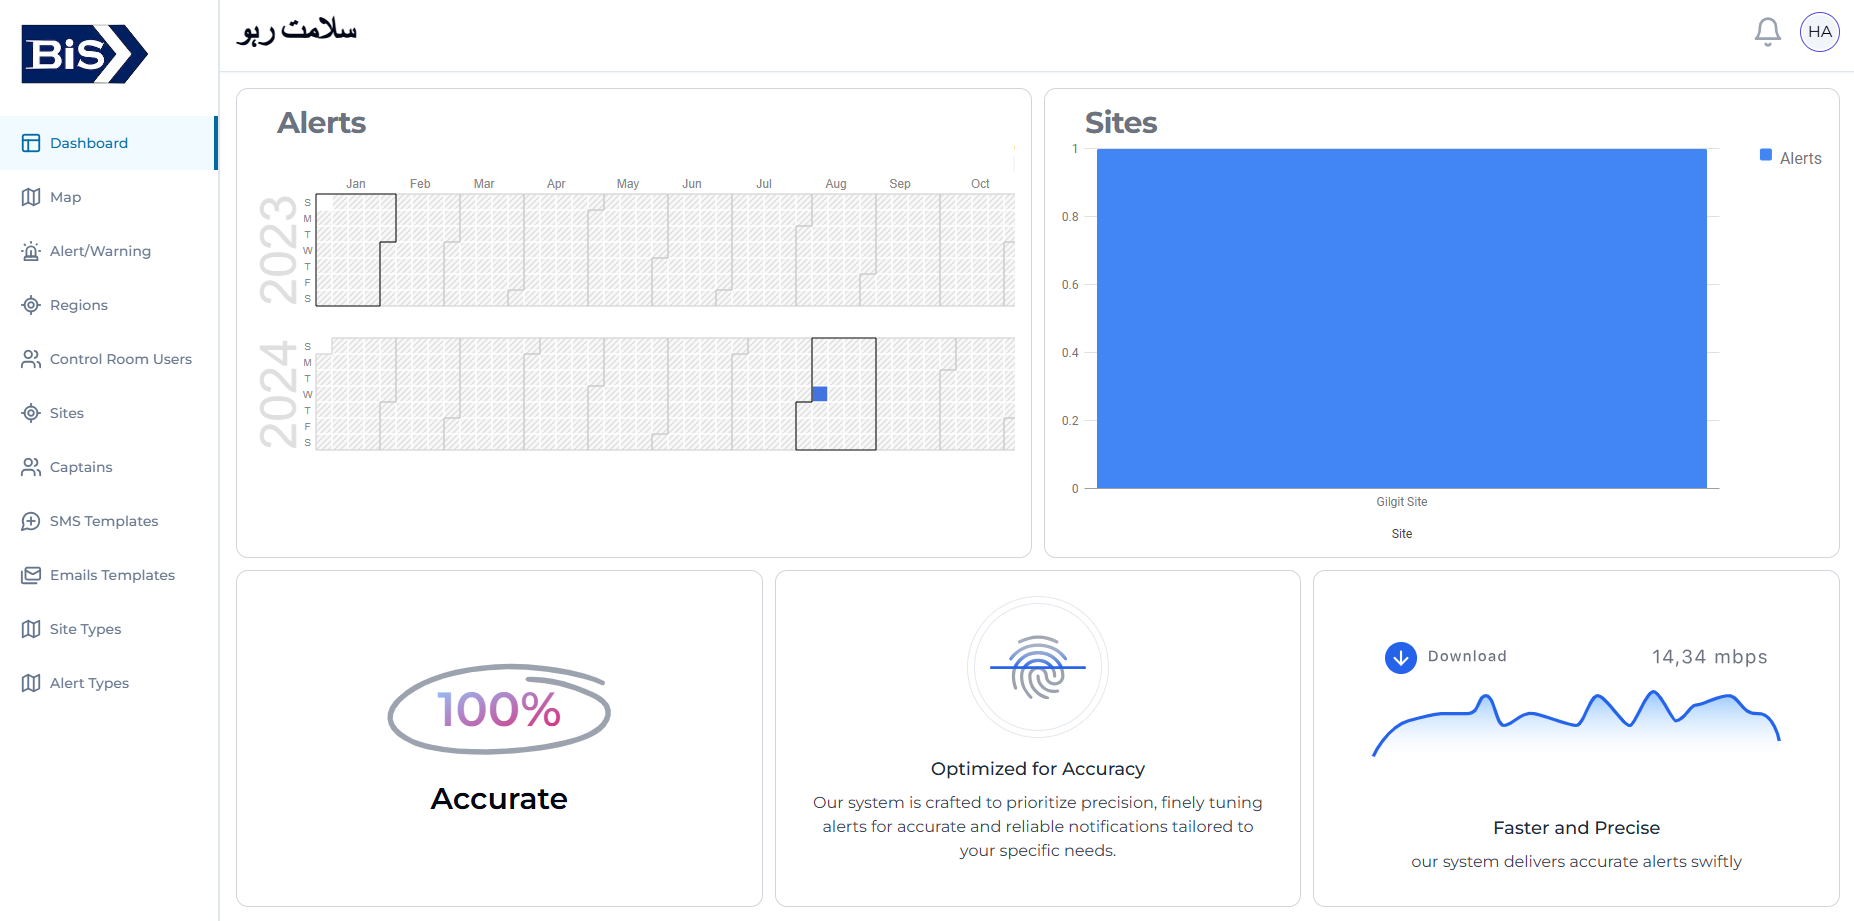 BiS
سلامت رہو
HA
Dashboard
Map
Alert/Warning
Regions
Control Room Users
Sites
Captains
SMS Templates
Emails Templates
Site Types
Alert Types
Alerts
Jan Feb Mar Apr May Jun Jul Aug Sep Oct
2023
S
M
T
W
T
F
S
2024
S
M
T
W
T
F
S
Sites
1
0.8
0.6
0.4
0.2
0
Gilgit Site
Site
Alerts
100%
Accurate
Optimized for Accuracy
Our system is crafted to prioritize precision, finely tuning
alerts for accurate and reliable notifications tailored to
your specific needs.
Download 14,34 mbps
Faster and Precise
our system delivers accurate alerts swiftly